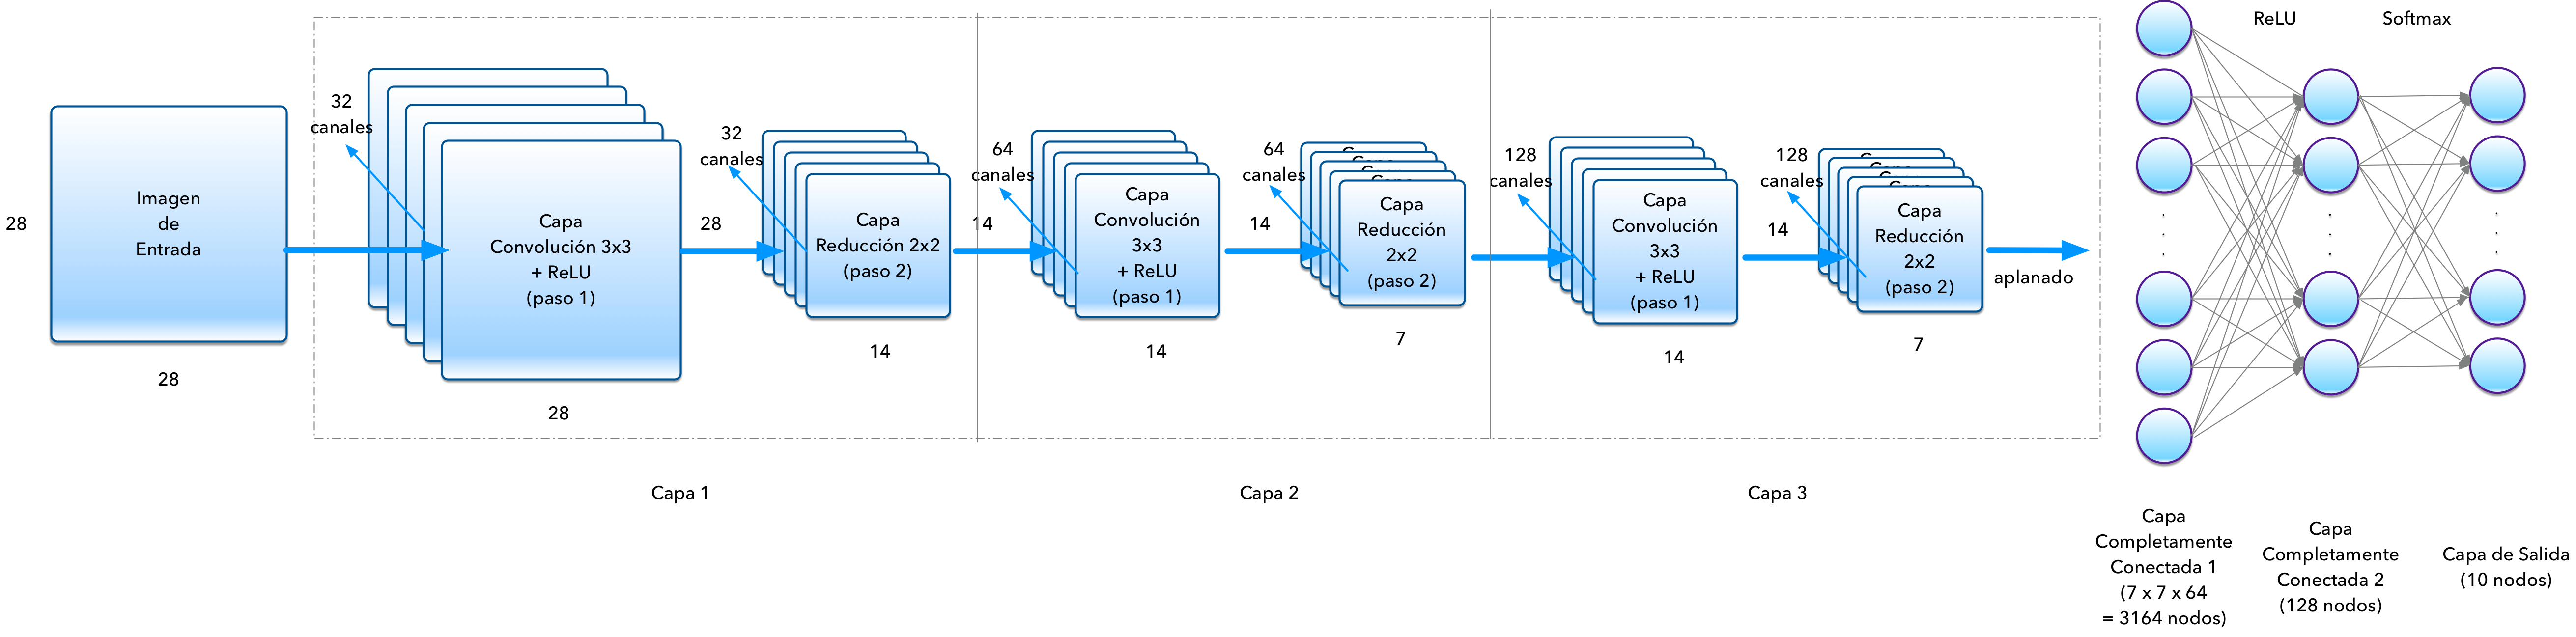 28
Imagen
de
Entrada
28
32
canales
Capa
Convolución 3x3
+ ReLU
(paso 1)
28
28
32
canales
Capa
Reducción 2x2
(paso 2)
14
Capa 1
14
64
canales
Capa
Convolución
3x3
+ ReLU
(paso 1)
14
14
64
canales
Capa
Reducción
2x2
(paso 2)
7
Capa 2
128
canales
Capa
Convolución
3x3
+ ReLU
(paso 1)
14
14
128
canales
Capa
Reducción
2x2
(paso 2)
7
Capa 3
aplanado
ReLU
Softmax
Capa
Completamente
Conectada 1
(7 x 7 x 64
= 3164 nodos)
Capa
Completamente
Conectada 2
(128 nodos)
Capa de Salida
(10 nodos)